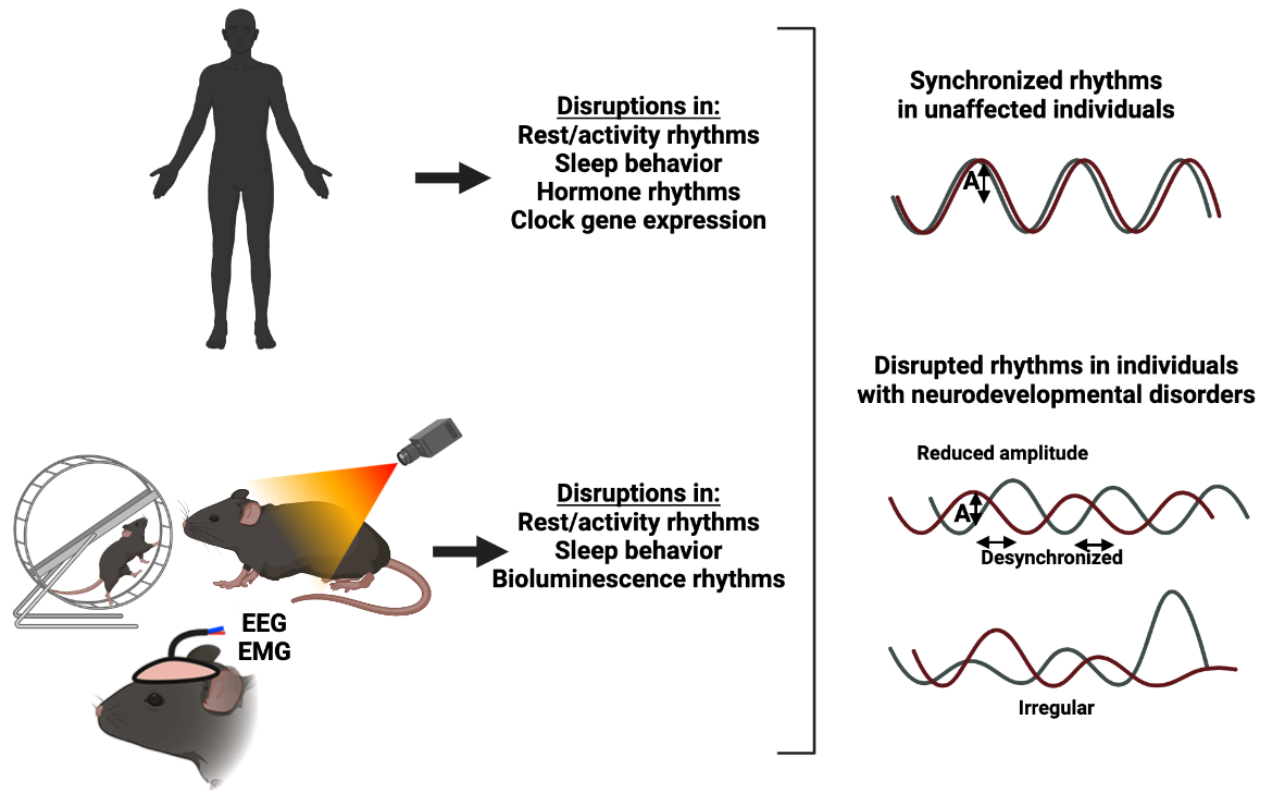 Disruptions in:
Rest/activity rhythms
Sleep behavior
Hormone rhythms
Clock gene expression
Disruptions in:
Rest/activity rhythms
Sleep behavior
Bioluminescence rhythms
EEG
EMG
Synchronized rhythms
in unaffected individuals
A
Disrupted rhythms in individuals
with neurodevelopmental disorders
Reduced amplitude
A
Desynchronized
Irregular